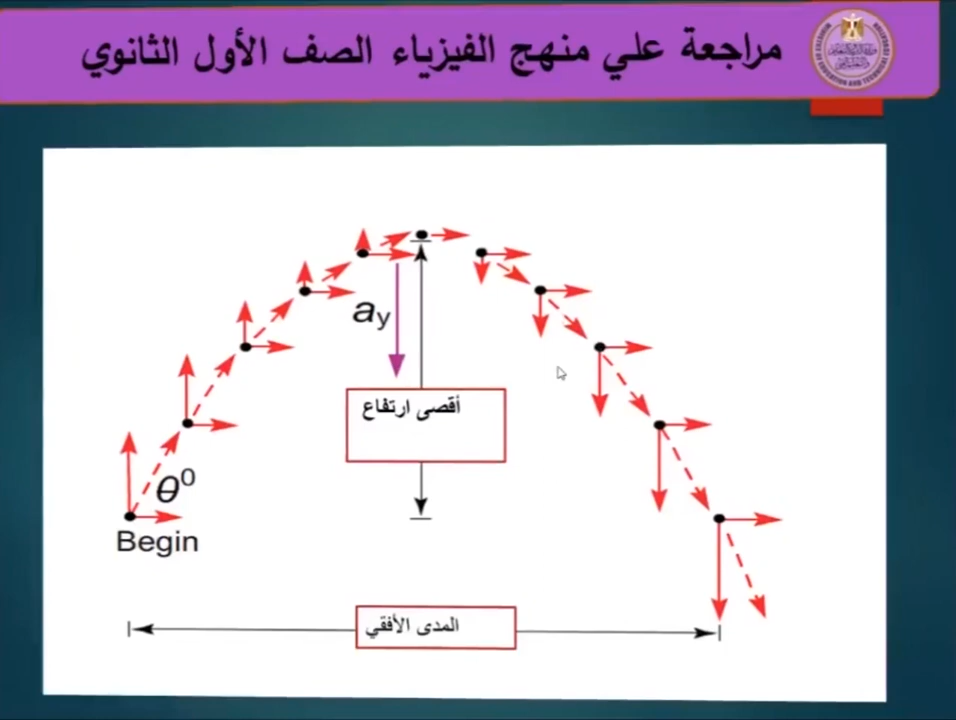 مراجعة علي منهج الفيزياء الصف الأول الثانوي
ay
أقصى ارتفاع
θ⁰
Begin
المدى الأفقي